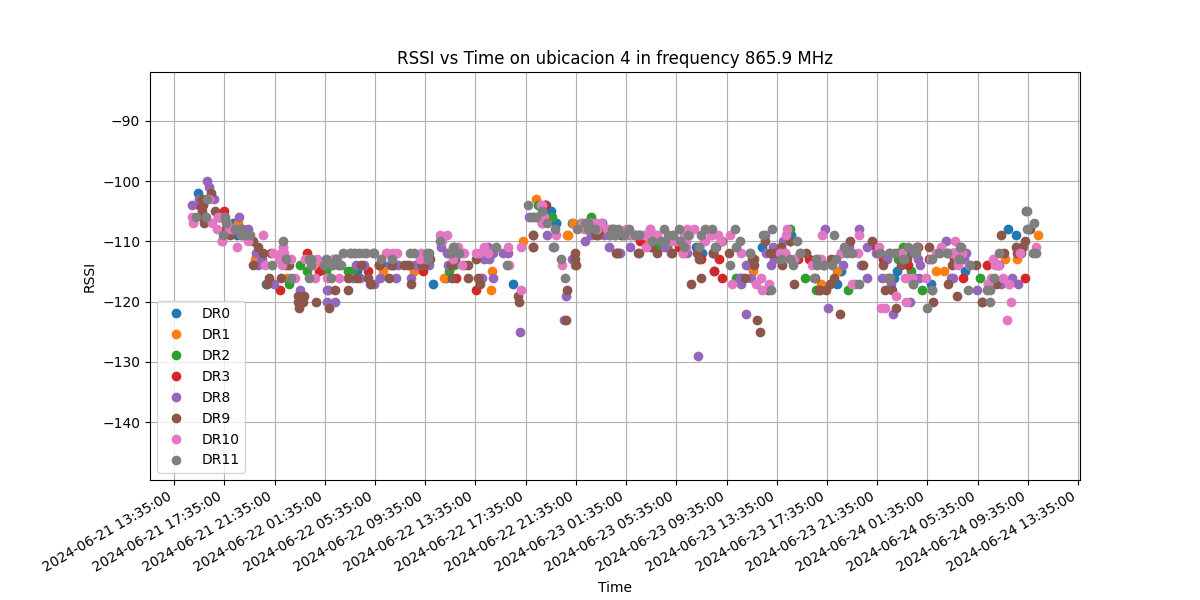 RSSI vs Time on ubicacion 4 in frequency 865.9 MHz
RSSI
−90
−100
−110
−120
−130
−140
DR0
DR1
DR2
DR3
DR8
DR9
DR10
DR11
2024-06-21 13:35:00
2024-06-21 17:35:00
2024-06-21 21:35:00
2024-06-22 01:35:00
2024-06-22 05:35:00
2024-06-22 09:35:00
2024-06-22 13:35:00
2024-06-22 17:35:00
2024-06-22 21:35:00
2024-06-23 01:35:00
2024-06-23 05:35:00
2024-06-23 09:35:00
2024-06-23 13:35:00
2024-06-23 17:35:00
2024-06-23 21:35:00
2024-06-24 01:35:00
2024-06-24 05:35:00
2024-06-24 09:35:00
2024-06-24 13:35:00
Time